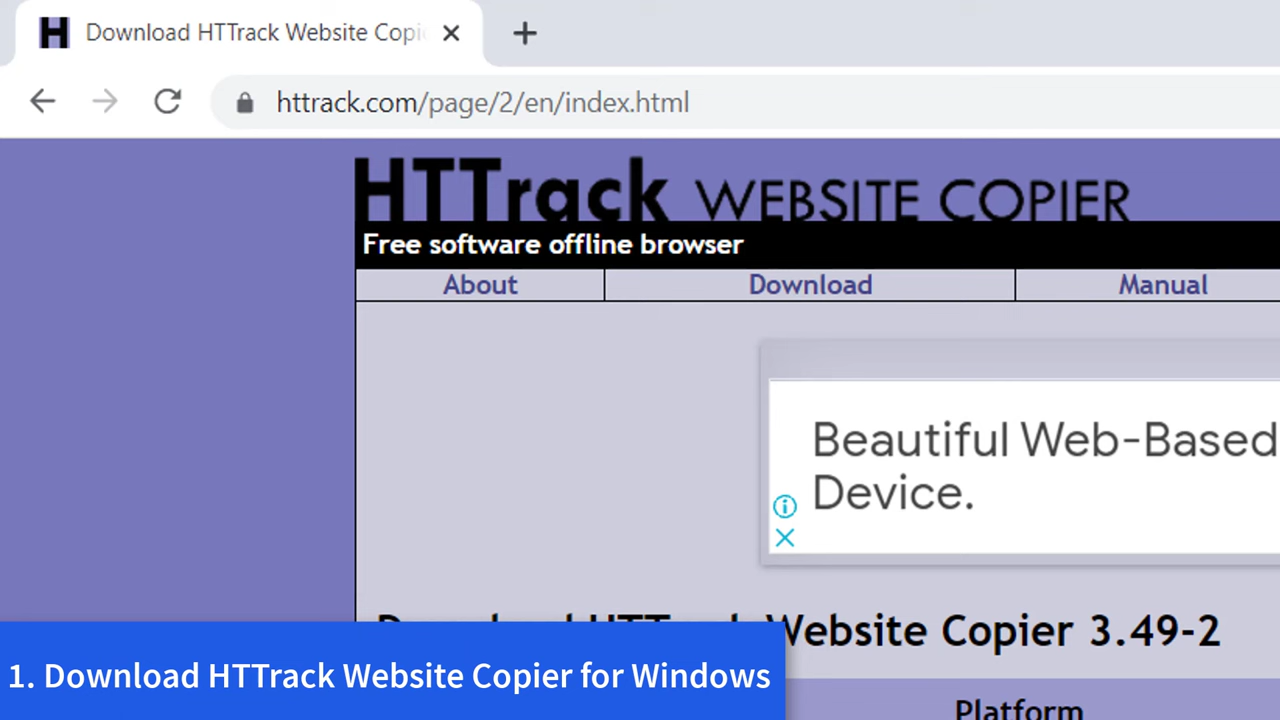 Download HTTrack Website Copi
httrack.com/page/2/en/index.html
HTTrack WEBSITE COPIER
Free software offline browser
About Download Manual
Beautiful Web-Based
Device.
Website Copier 3.49-2
1. Download HTTrack Website Copier for Windows
Platform